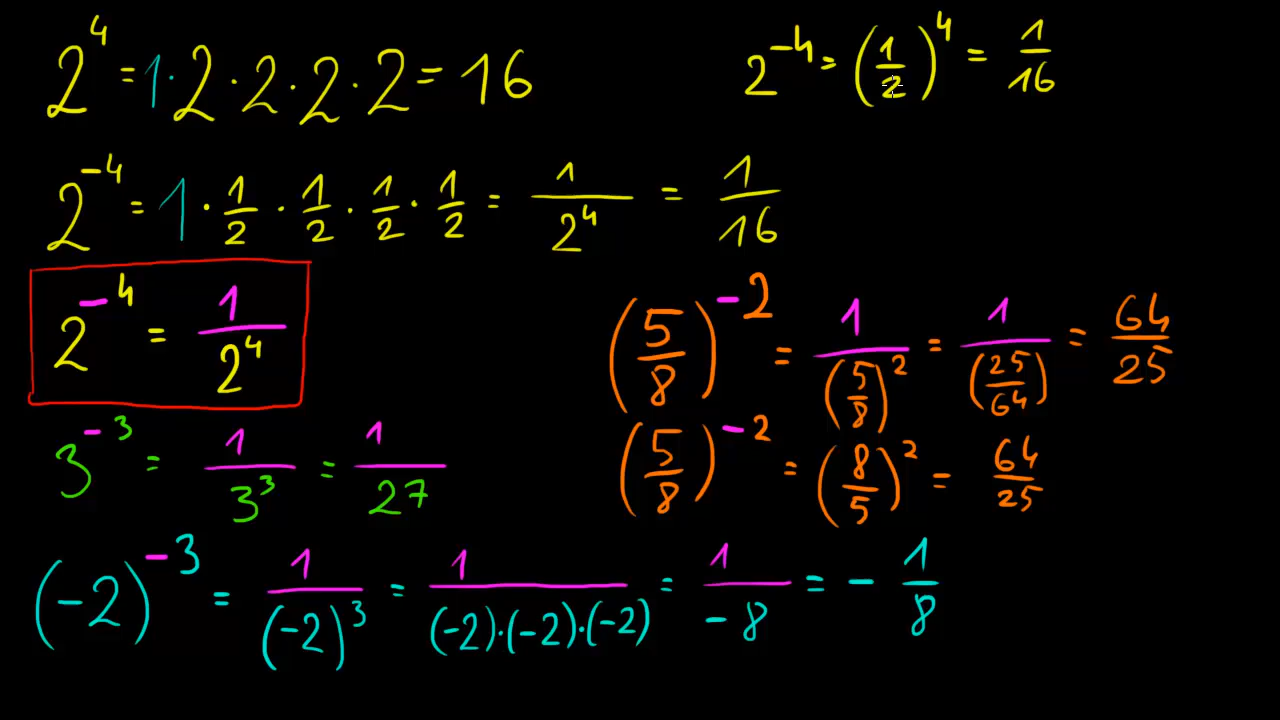 2^4 = 1 · 2 · 2 · 2 · 2 = 16
2^-4 = (1/2)^4 = 1/16
2^-4 = 1 · 1/2 · 1/2 · 1/2 · 1/2 = 1/2^4 = 1/16
2^-4 = 1/2^4
(5/8)^-2 = 1/(5/8)^2 = 1/(25/64) = 64/25
3^-3 = 1/3^3 = 1/27
(5/8)^-2 = (8/5)^2 = 64/25
(-2)^-3 = 1/(-2)^3 = 1/(-2)·(-2)·(-2) = 1/-8 = - 1/8